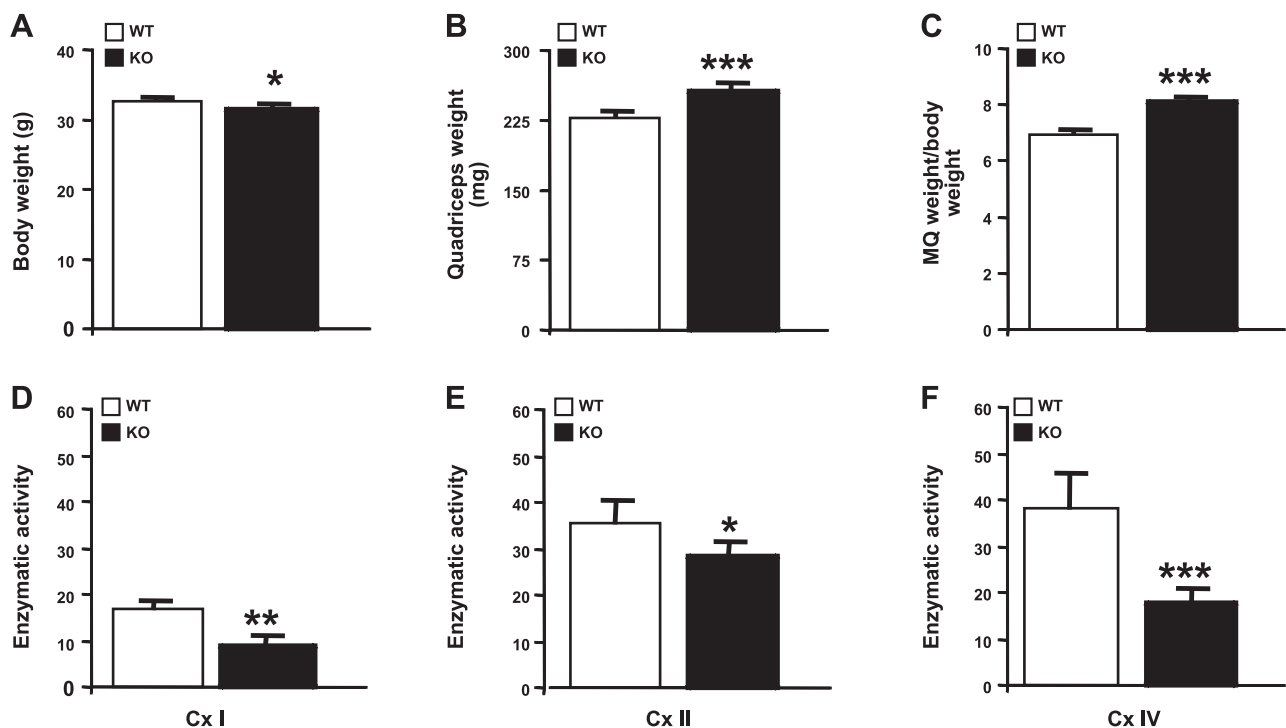 A
WT
KO
Body weight (g)
40
30
20
10
0
*
B
WT
KO
Quadriceps weight
(mg)
300
225
150
75
0
***
C
WT
KO
MQ weight/body
weight
10
8
6
4
2
0
***
D
WT
KO
Enzymatic activity
60
50
40
30
20
10
0
**
Cx I
E
WT
KO
Enzymatic activity
60
50
40
30
20
10
0
*
Cx II
F
WT
KO
Enzymatic activity
60
50
40
30
20
10
0
***
Cx IV